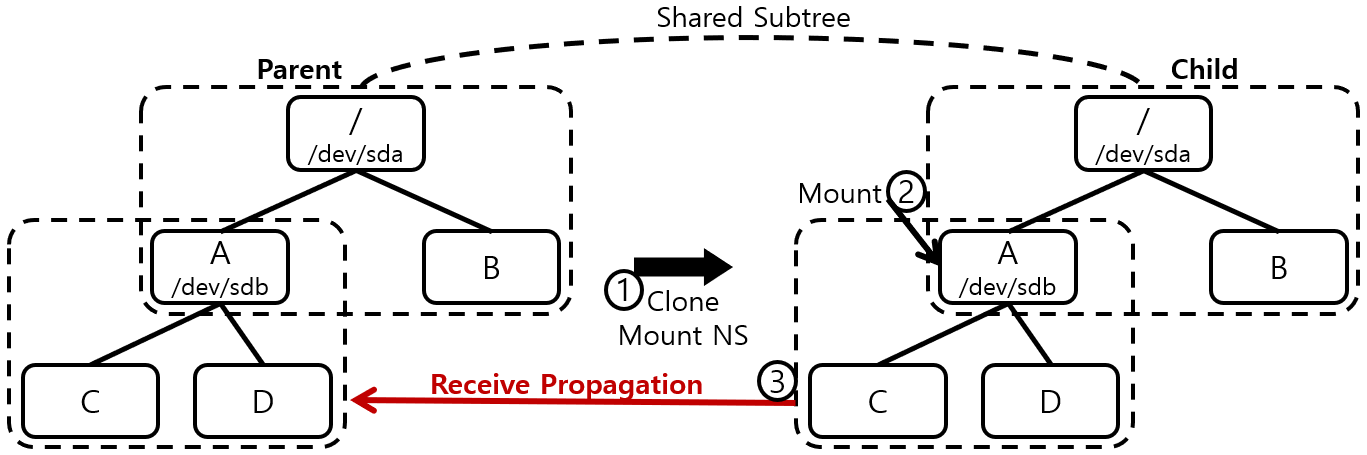 Shared Subtree
Parent
/
/dev/sda
A
/dev/sdb
B
C
D
1
Clone
Mount NS
Child
/
/dev/sda
Mount
2
A
/dev/sdb
B
C
D
3
Receive Propagation